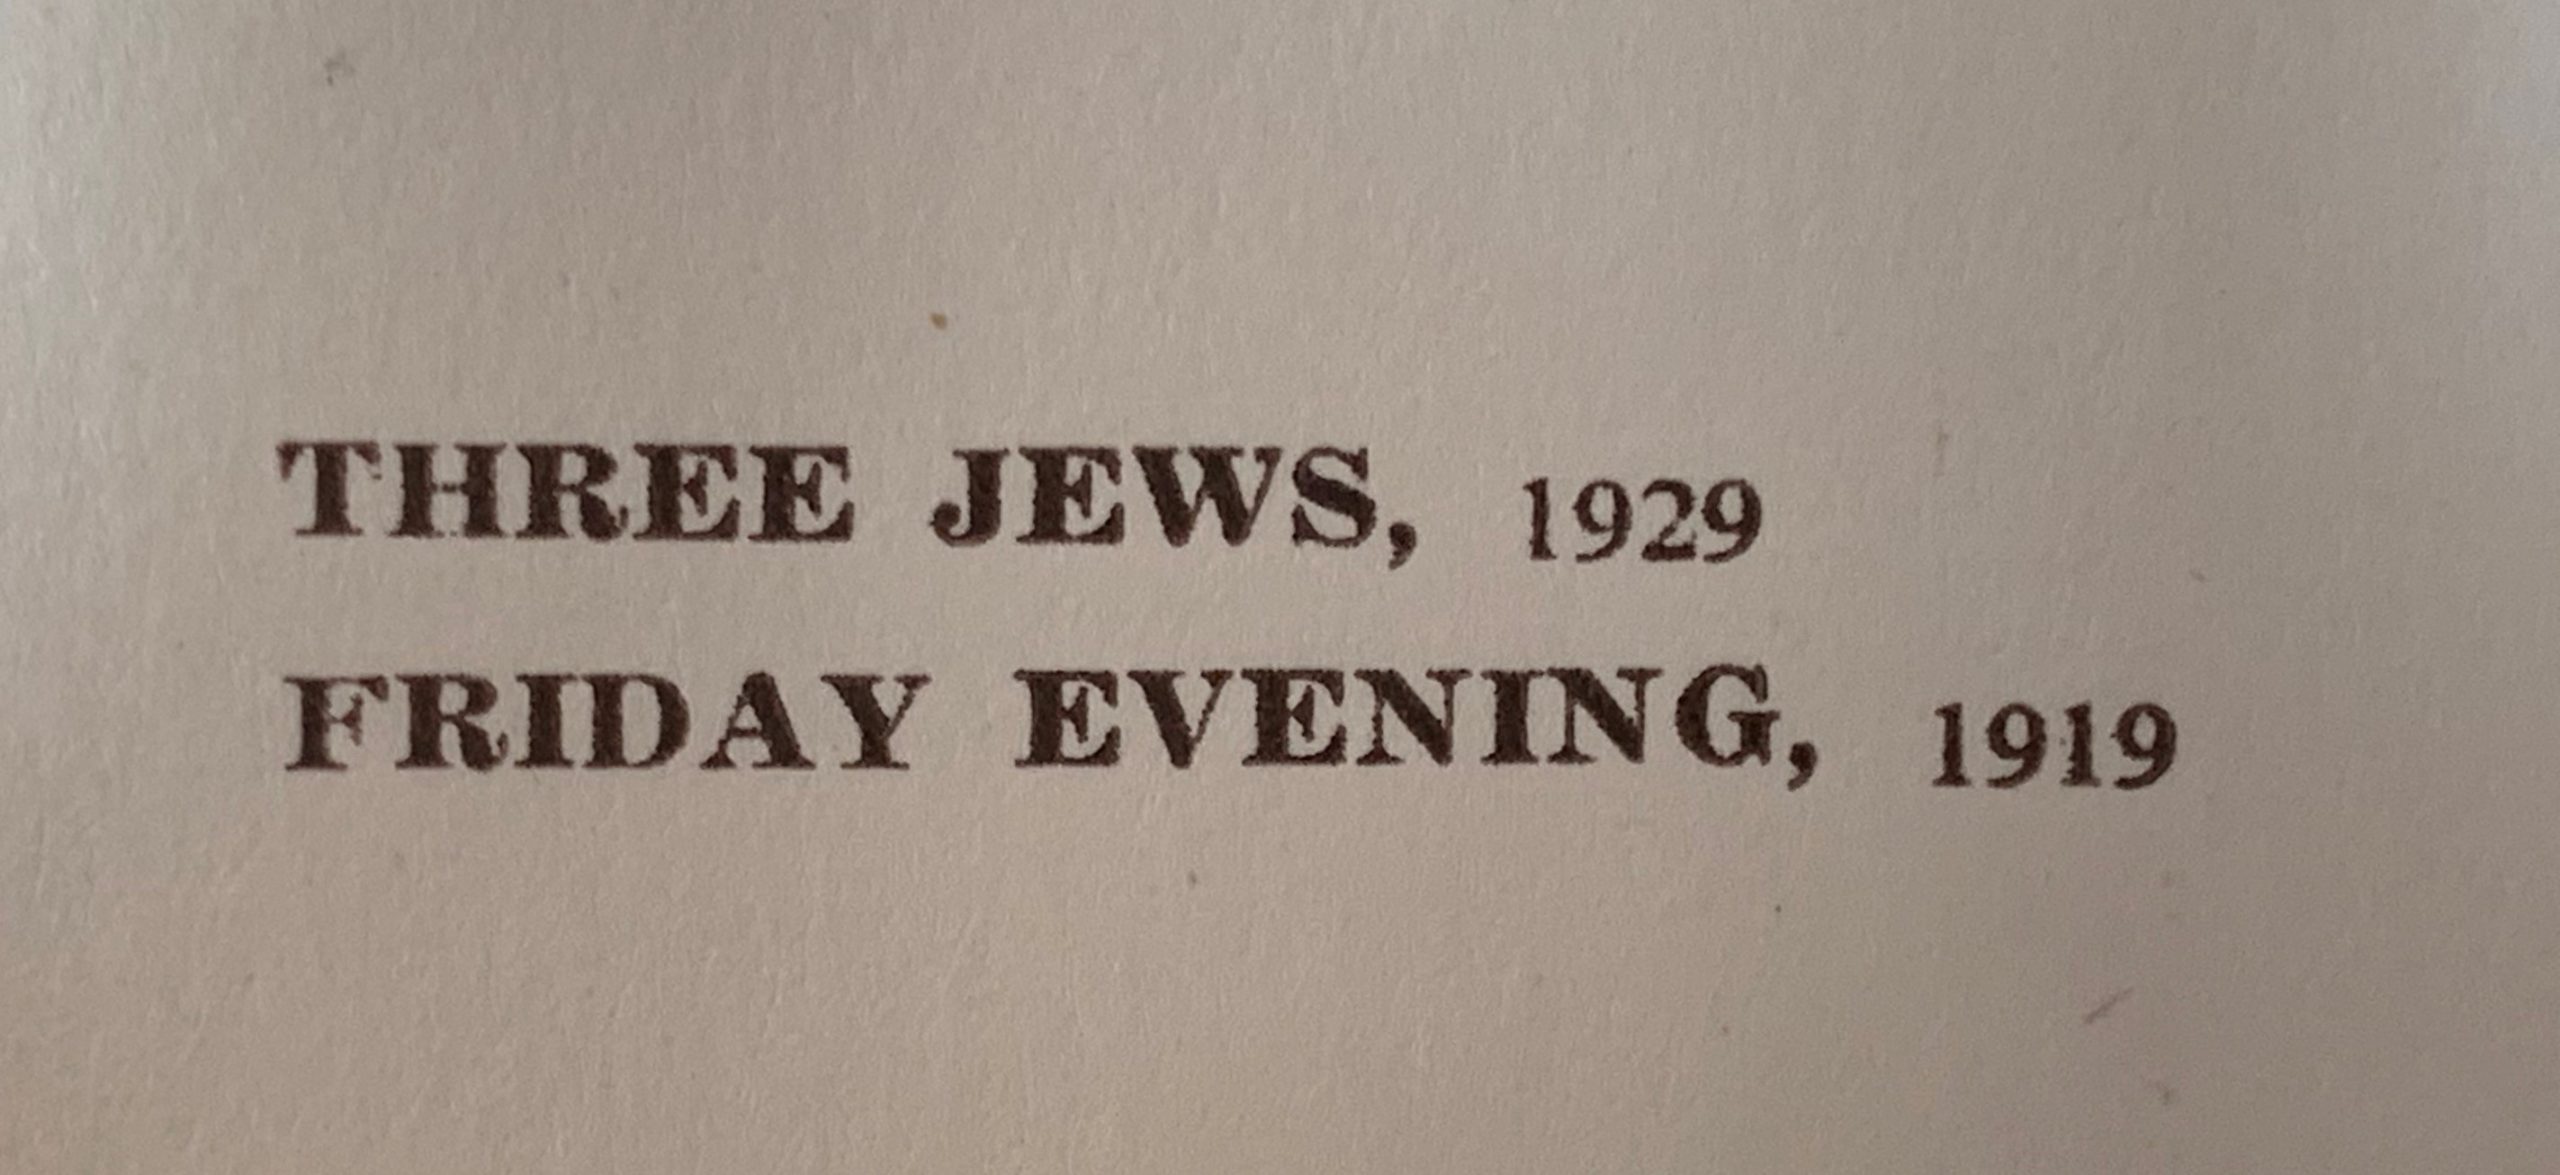 THREE JEWS, 1929
FRIDAY EVENING, 1919